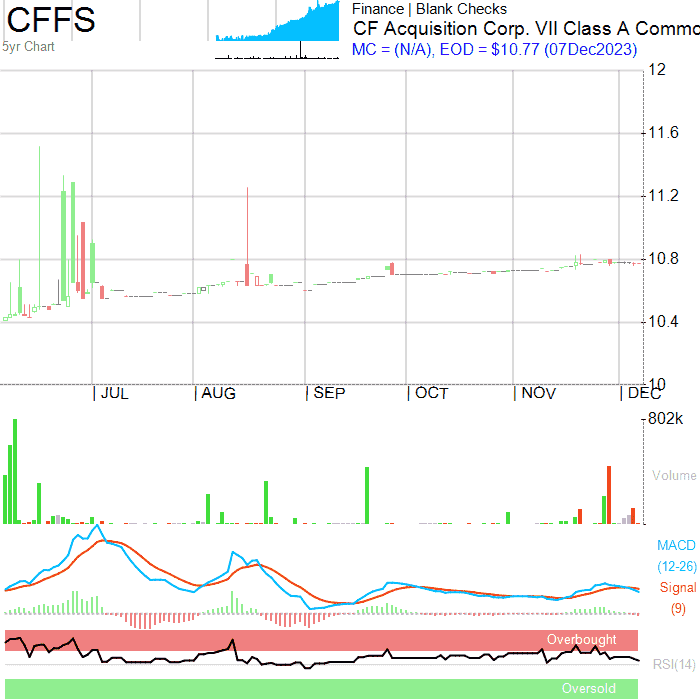 CFFS
5yr Chart
Finance | Blank Checks
CF Acquisition Corp. VII Class A Commo
MC = (N/A), EOD = $10.77 (07Dec2023)
12
11.6
11.2
10.8
10.4
10
| JUL | AUG | SEP | OCT | NOV | DEC
802k
Volume
MACD
(12-26)
Signal
(9)
Overbought
RSI(14)
Oversold